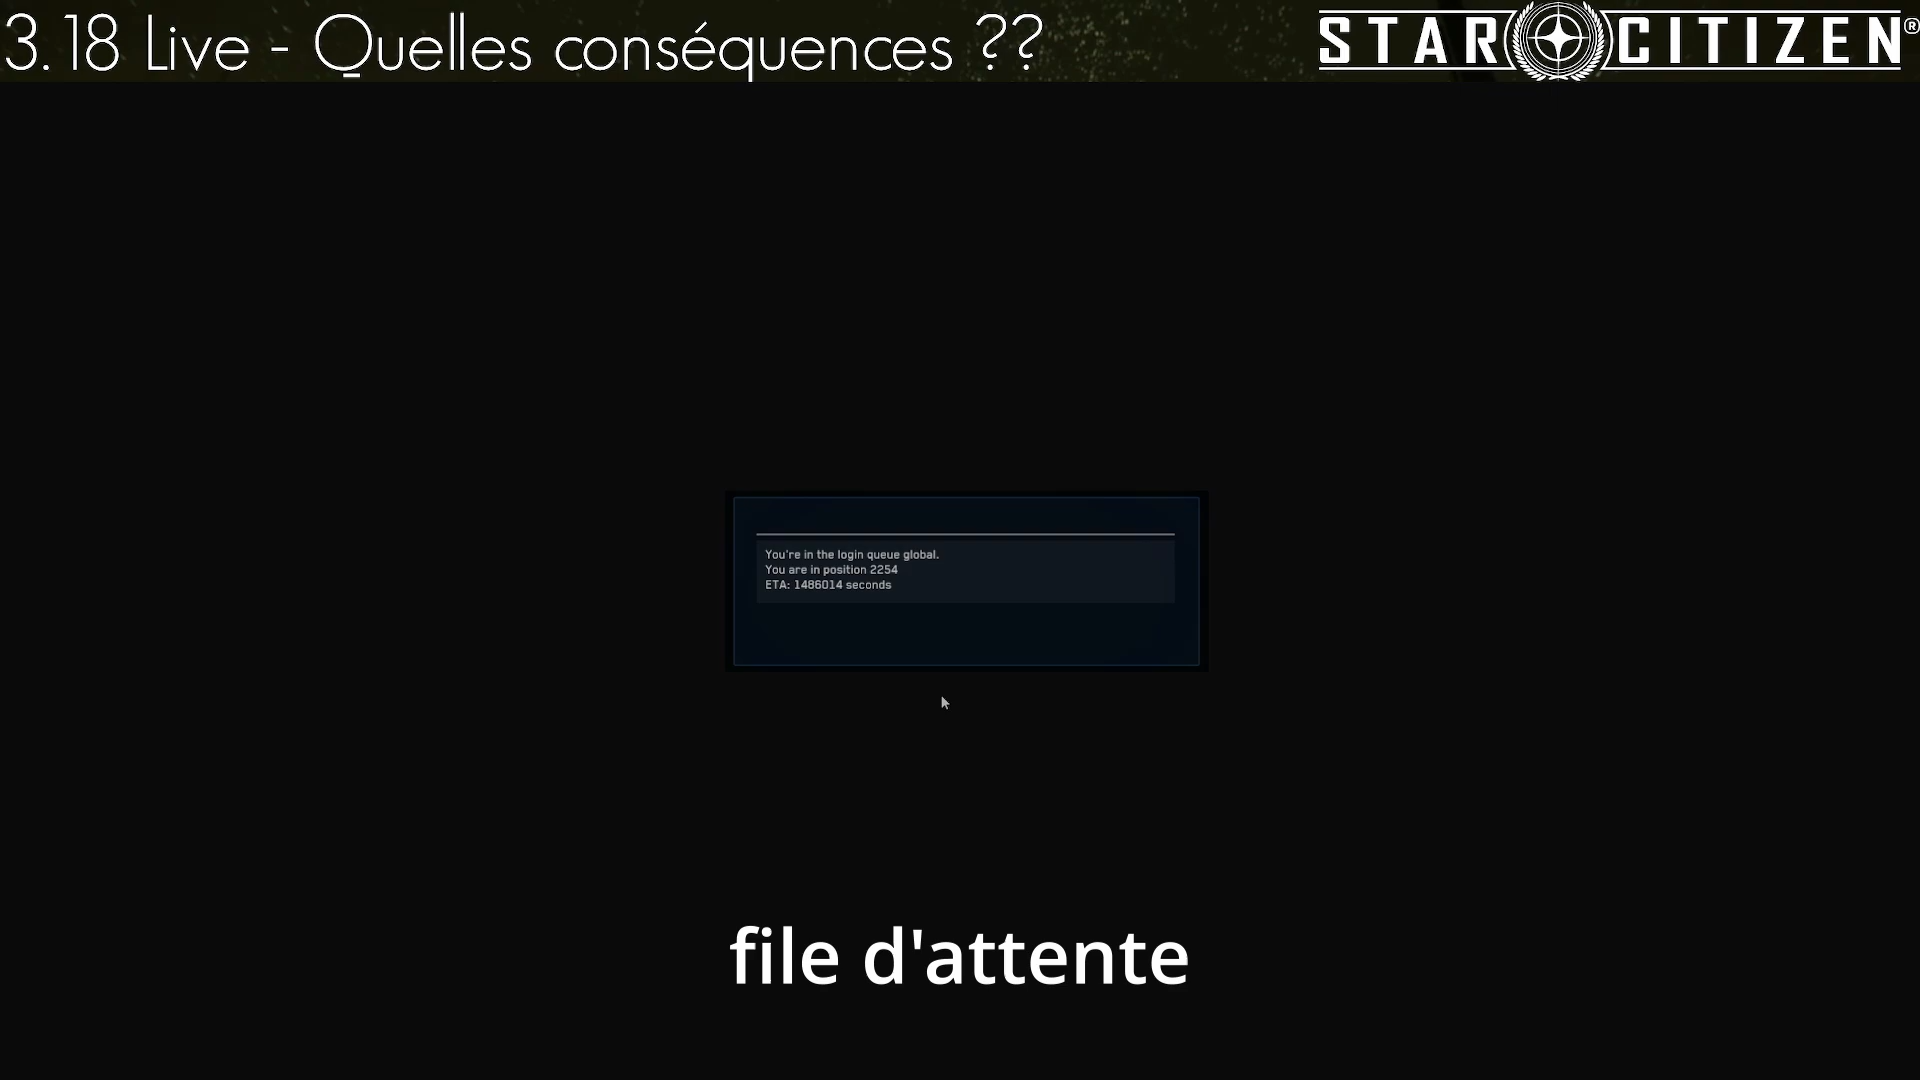 3.18 Live - Quelles conséquences ??
STAR CITIZEN®
You're in the login queue global.
You are in position 2254
ETA: 1486014 seconds
file d'attente